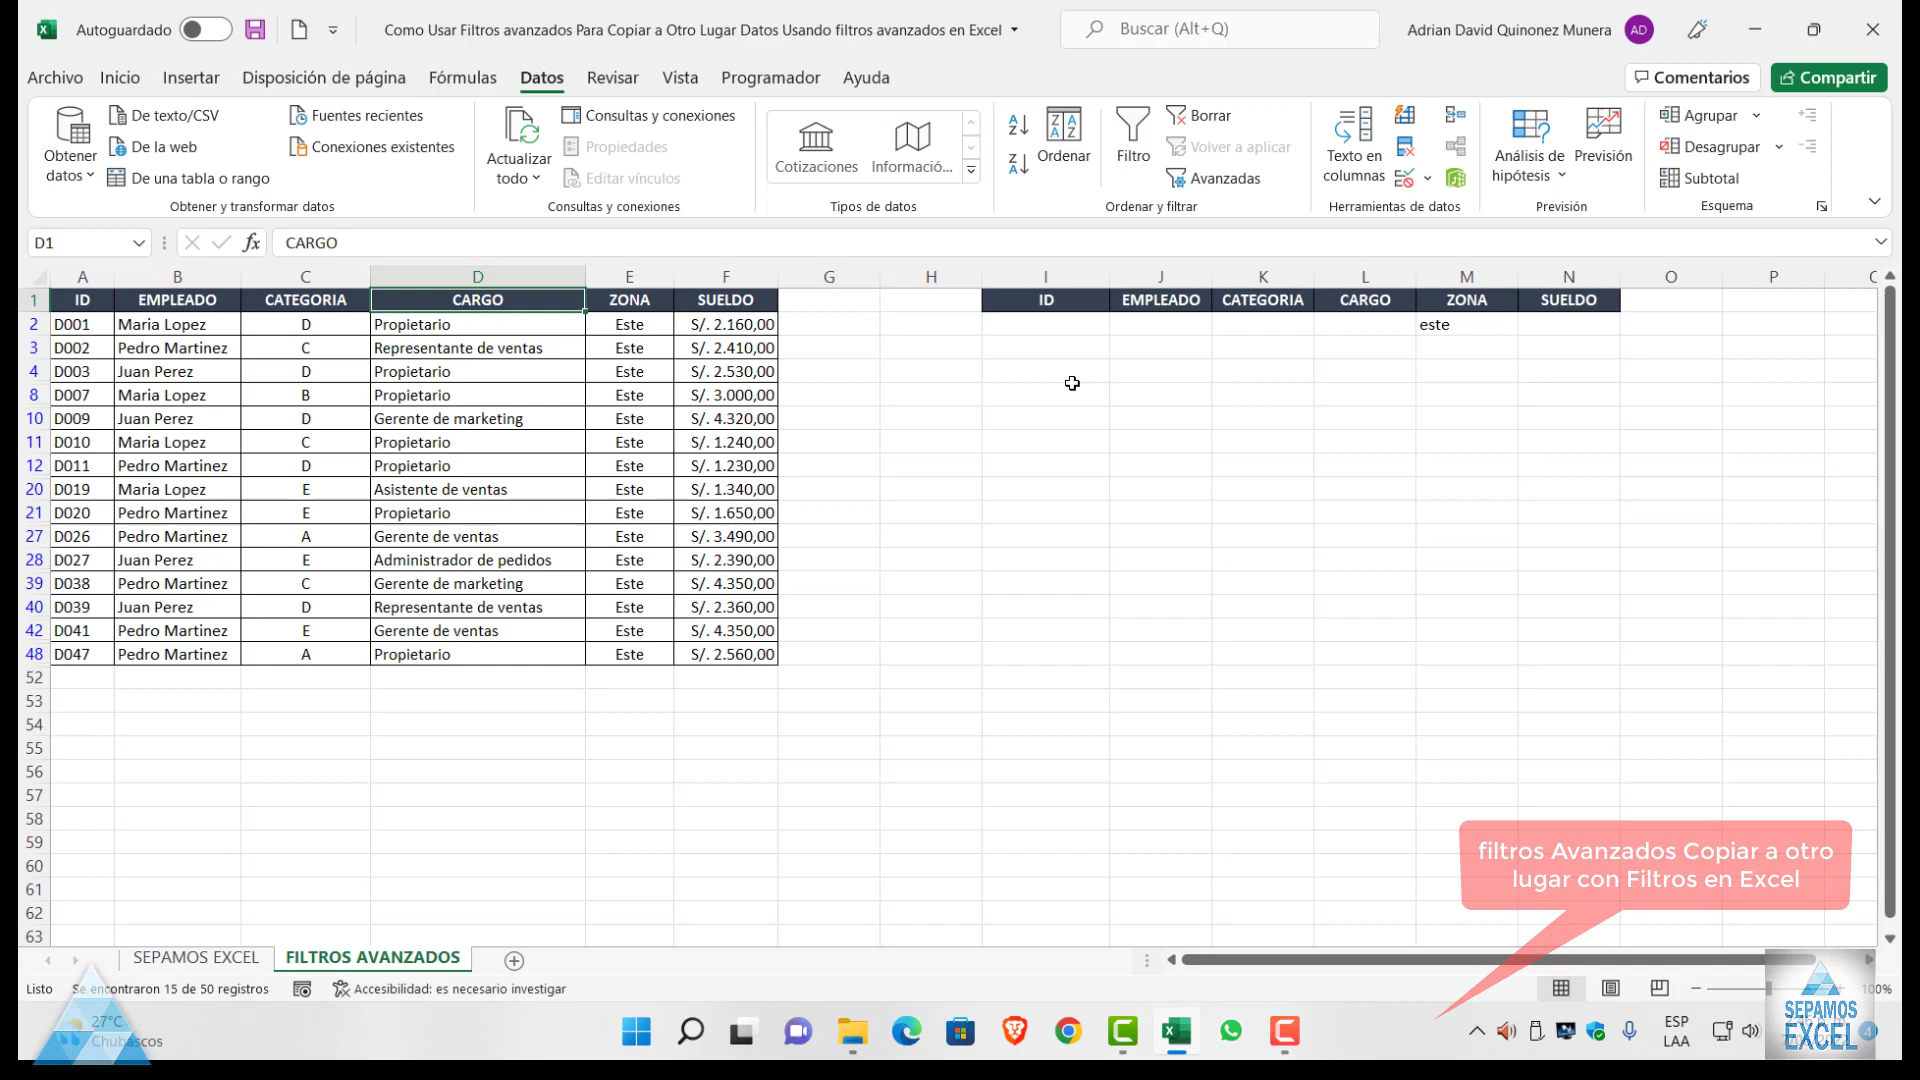 Autoguardado
Como Usar Filtros avanzados Para Copiar a Otro Lugar Datos Usando filtros avanzados en Excel
Buscar (Alt+Q)
Adrian David Quinonez Munera
AD
Archivo Inicio Insertar Disposición de página Fórmulas Datos Revisar Vista Programador Ayuda
Comentarios
Compartir
Obtener datos
De texto/CSV
De la web
De una tabla o rango
Fuentes recientes
Conexiones existentes
Obtener y transformar datos
Actualizar todo
Consultas y conexiones
Propiedades
Editar vínculos
Consultas y conexiones
Cotizaciones
Informació...
Tipos de datos
Ordenar
Filtro
Borrar
Volver a aplicar
Avanzadas
Ordenar y filtrar
Texto en columnas
Herramientas de datos
Análisis de hipótesis
Previsión
Previsión
Agrupar
Desagrupar
Subtotal
Esquema
D1
fx
CARGO
A B C D E F G H I J K L M N O P
1 ID EMPLEADO CATEGORIA CARGO ZONA SUELDO ID EMPLEADO CATEGORIA CARGO ZONA SUELDO
2 D001 Maria Lopez D Propietario Este S/. 2.160,00 este
3 D002 Pedro Martinez C Representante de ventas Este S/. 2.410,00
4 D003 Juan Perez D Propietario Este S/. 2.530,00
8 D007 Maria Lopez B Propietario Este S/. 3.000,00
10 D009 Juan Perez D Gerente de marketing Este S/. 4.320,00
11 D010 Maria Lopez C Propietario Este S/. 1.240,00
12 D011 Pedro Martinez D Propietario Este S/. 1.230,00
20 D019 Maria Lopez E Asistente de ventas Este S/. 1.340,00
21 D020 Pedro Martinez E Propietario Este S/. 1.650,00
27 D026 Pedro Martinez A Gerente de ventas Este S/. 3.490,00
28 D027 Juan Perez E Administrador de pedidos Este S/. 2.390,00
39 D038 Pedro Martinez C Gerente de marketing Este S/. 4.350,00
40 D039 Juan Perez D Representante de ventas Este S/. 2.360,00
42 D041 Pedro Martinez E Gerente de ventas Este S/. 4.350,00
48 D047 Pedro Martinez A Propietario Este S/. 2.560,00
52
53
54
55
56
57
58
59
60
61
62
63
filtros Avanzados Copiar a otro
lugar con Filtros en Excel
SEPAMOS EXCEL
FILTROS AVANZADOS
Listo
Se encontraron 15 de 50 registros
Accesibilidad: es necesario investigar
100%
27°C
Chubascos
ESP
LAA
SEPAMOS
EXCEL
4